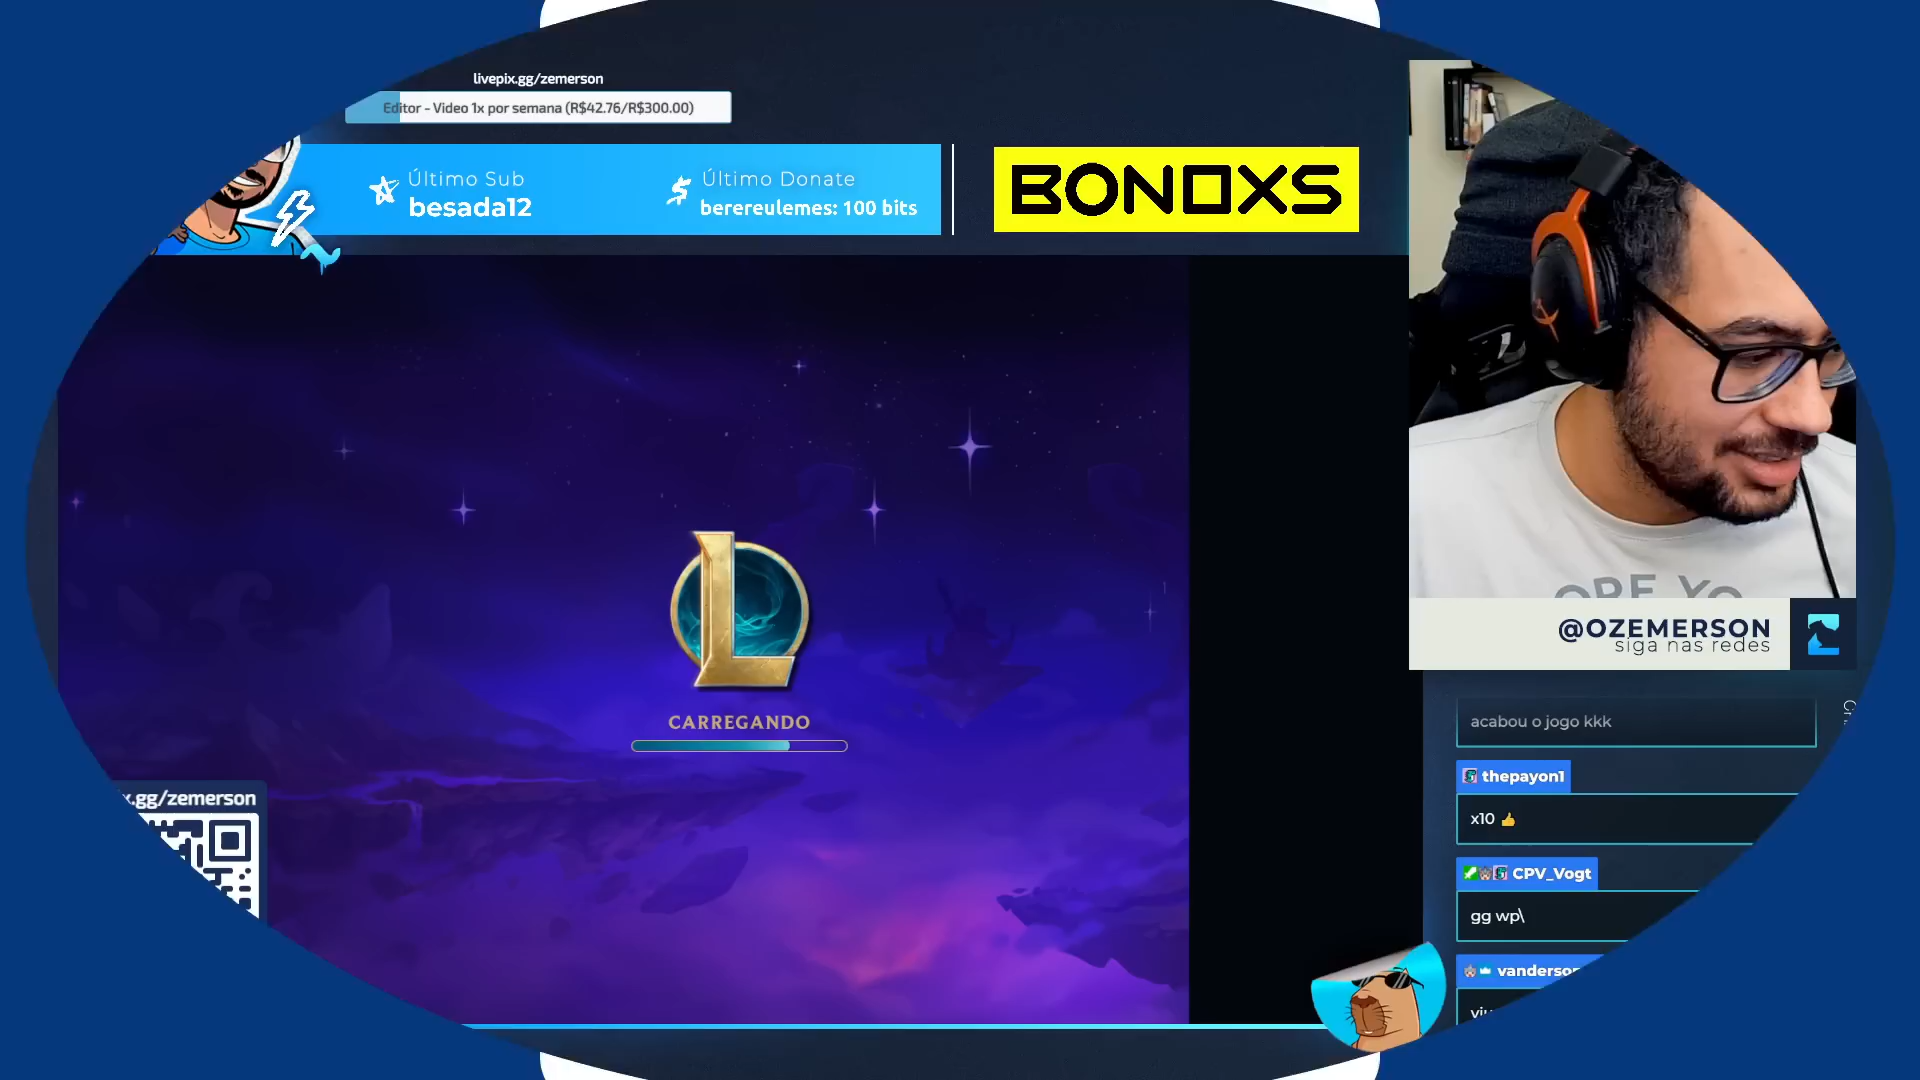 livepix.gg/zemerson
Editor - Video 1x por semana (R$42.76/R$300.00)
Último Sub
besada12
Último Donate
berereulemes: 100 bits
BONOXS
@OZEMERSON
siga nas redes
CARREGANDO
.gg/zemerson
acabou o jogo kkk
thepayon1
x10 👍
CPV_Vogt
gg wp\